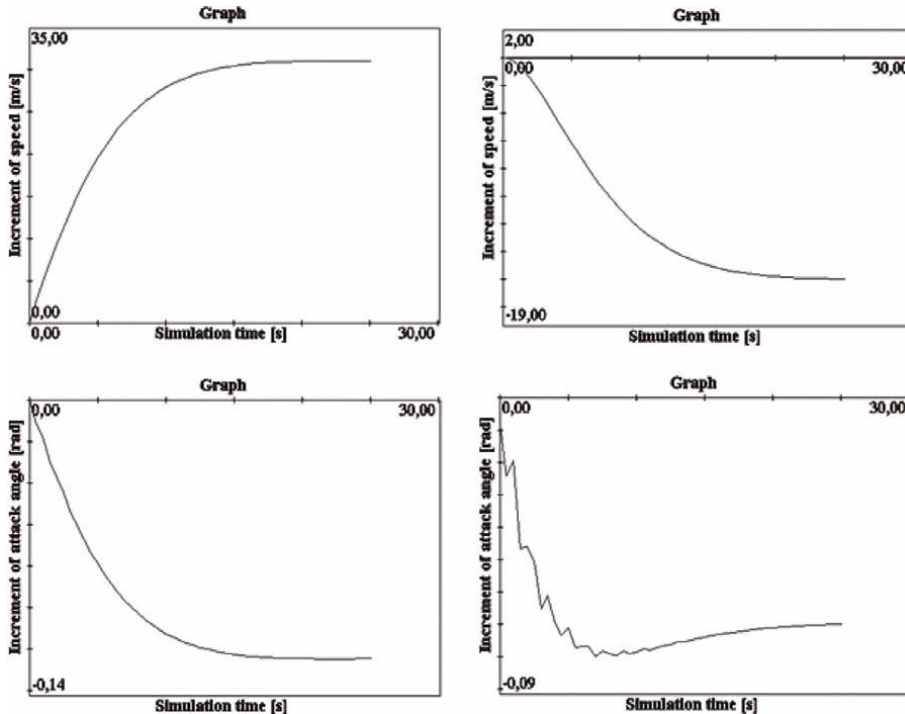 Graph
35,00
Increment of speed [m/s]
0,00
0,00
Simulation time [s]
30,00
Graph
2,00
0,00
30,00
Increment of speed [m/s]
-19,00
Simulation time [s]
Graph
0,00
30,00
Increment of attack angle [rad]
-0,14
Simulation time [s]
Graph
0,00
30,00
Increment of attack angle [rad]
-0,09
Simulation time [s]